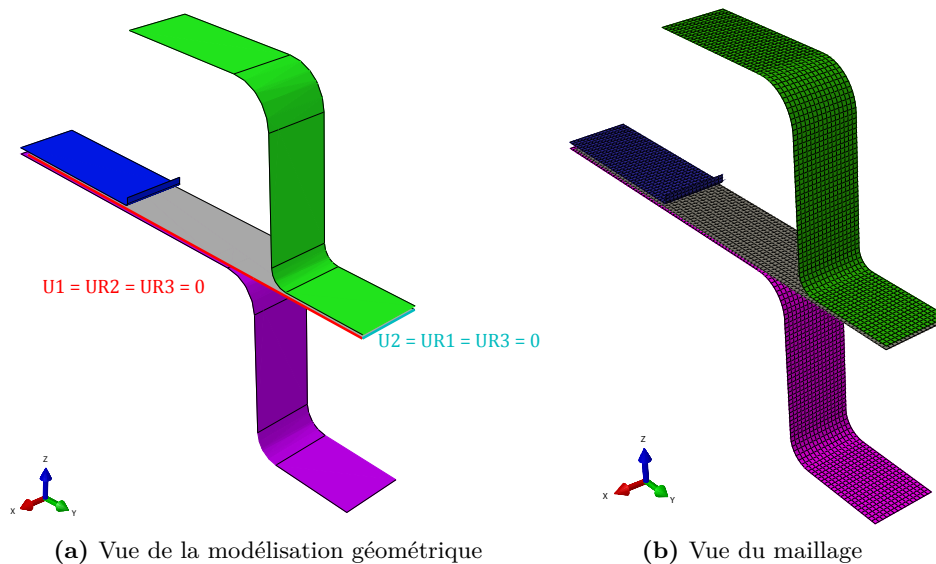 U1 = UR2 = UR3 = 0
U2 = UR1 = UR3 = 0
Z
X
Y
Z
X
Y
(a) Vue de la modélisation géométrique
(b) Vue du maillage